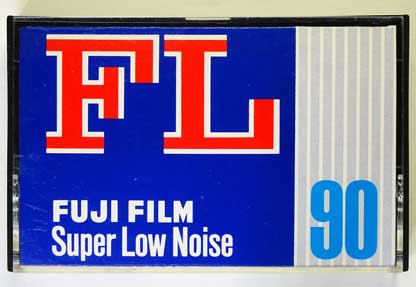 FL
FUJI FILM
Super Low Noise
90